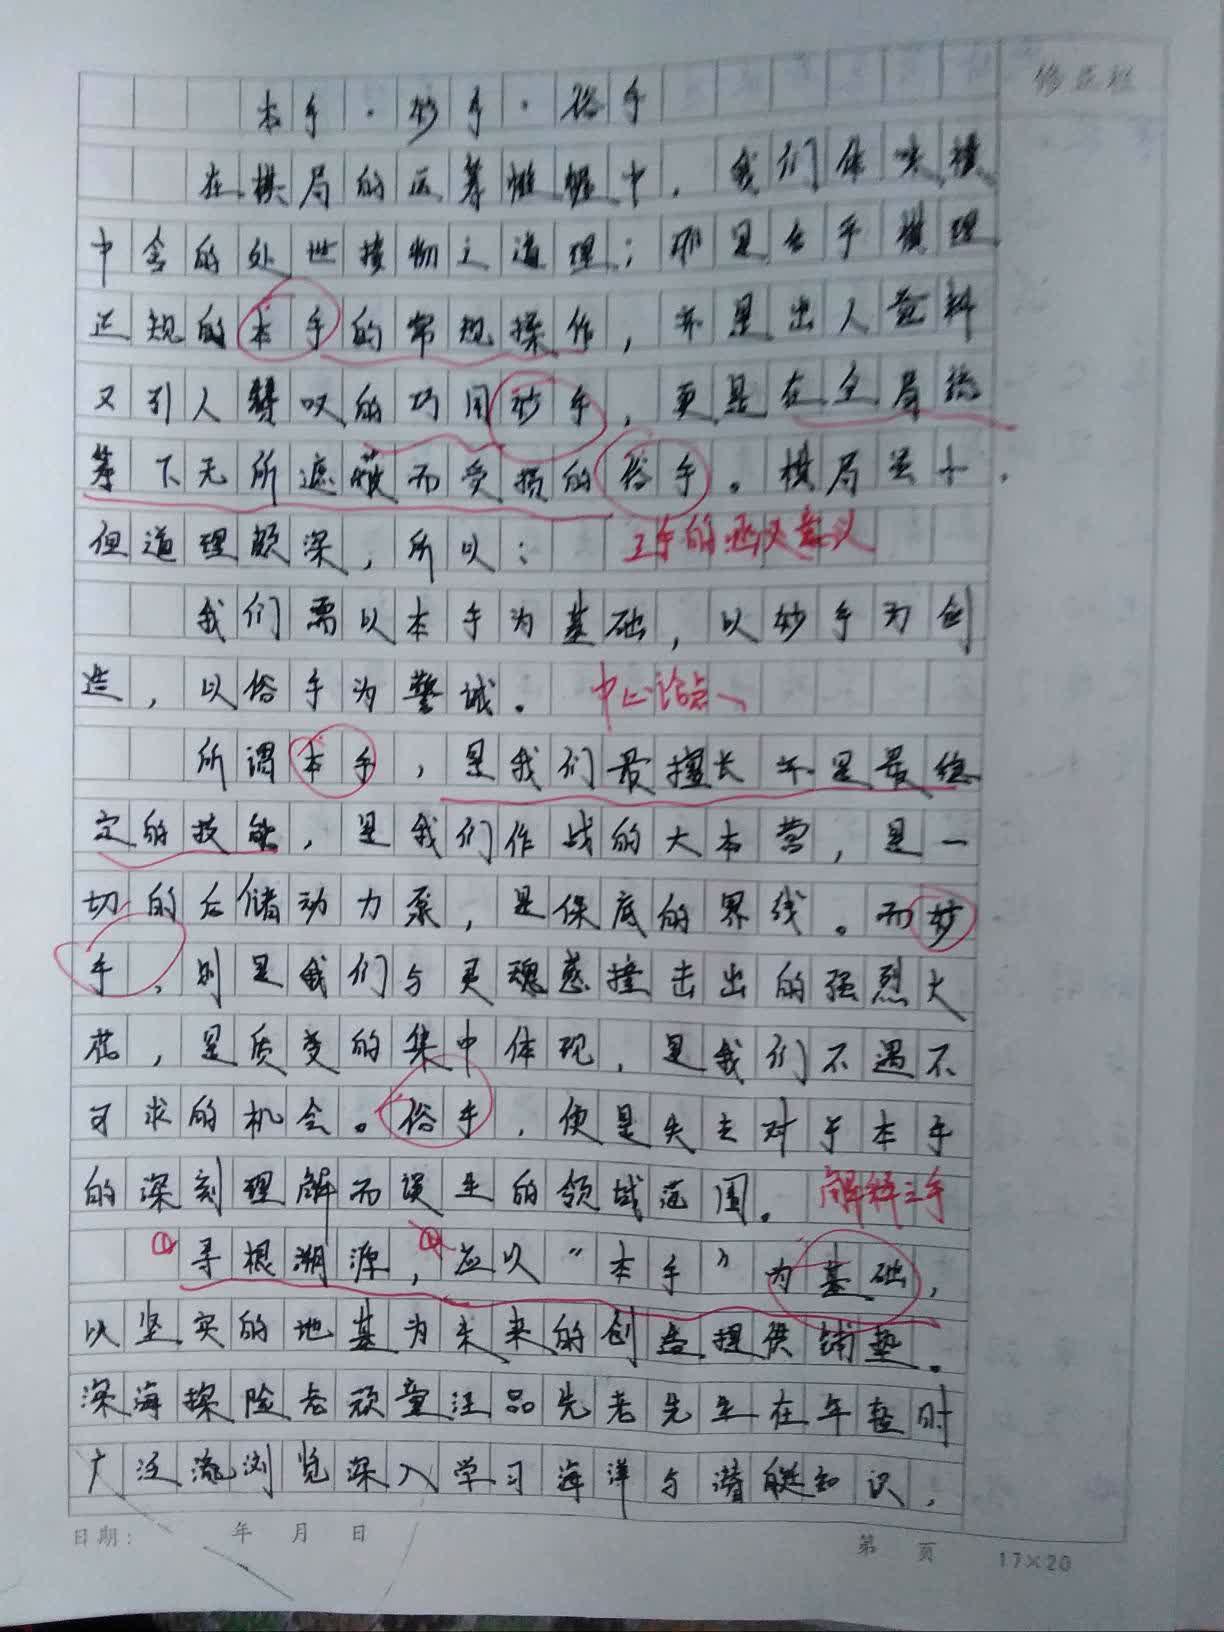 本手·妙手·俗手
修正栏
在棋局的运筹帷幄中，我们体味棋
中含的处世接物之道理；那是合乎棋理
正规的本手的常规操作，亦是出人意料
又引人赞叹的巧用妙手，更是在全局统
筹下无所遮蔽而受损的俗手。棋局虽小，
但道理颇深，所以：
三手的涵义意义
我们需以本手为基础，以妙手为创
造，以俗手为警诫。
中心论点
所谓本手，是我们最擅长亦是最稳
定的技能，是我们作战的大本营，是一
切的后储动力泵，是保底的界线。而妙
手，则是我们与灵魂感撞击出的强烈火
花，是质变的集中体现，是我们不遇不
可求的机会。俗手，便是失去对于本手
的深刻理解而误生的领域范围。
解释三手
①寻根溯源，应以“本手”为基础，
以坚实的地基为未来的创造提供铺垫。
深海探险老顽童汪品先老先生在年轻时
广泛流浏览深入学习海洋与潜艇知识，
日期： 年 月 日
第 页
17×20